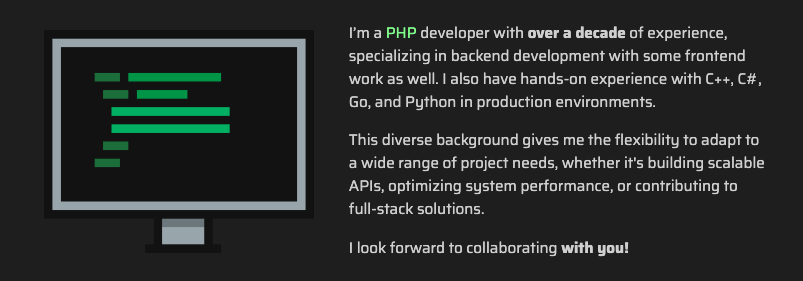 I'm a PHP developer with over a decade of experience,
specializing in backend development with some frontend
work as well. I also have hands-on experience with C++, C#,
Go, and Python in production environments.
This diverse background gives me the flexibility to adapt to
a wide range of project needs, whether it's building scalable
APIs, optimizing system performance, or contributing to
full-stack solutions.
I look forward to collaborating with you!